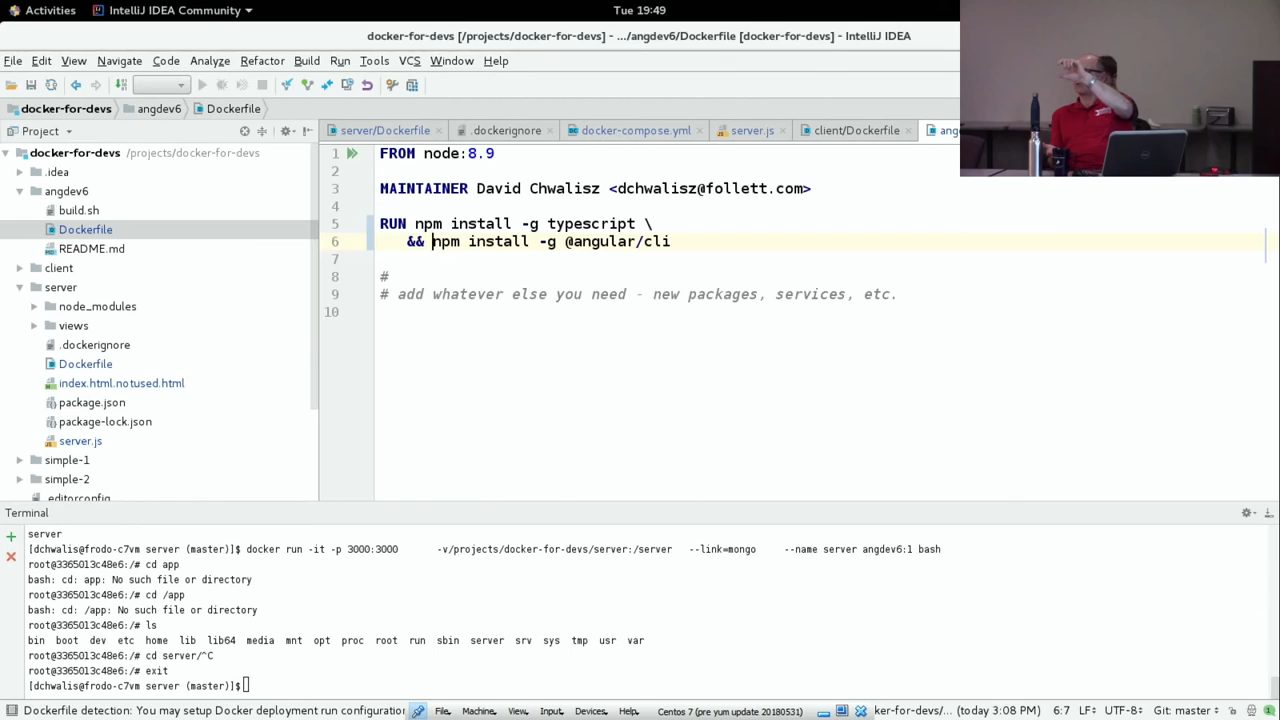 Activities
IntelliJ IDEA Community
Tue 19:49
docker-for-devs [/projects/docker-for-devs] - .../angdev6/Dockerfile [docker-for-devs] - IntelliJ IDEA
File Edit View Navigate Code Analyze Refactor Build Run Tools VCS Window Help
docker-for-devs angdev6 Dockerfile
Project
server/Dockerfile .dockerignore docker-compose.yml server.js client/Dockerfile ang
docker-for-devs /projects/docker-for-devs
.idea
angdev6
build.sh
Dockerfile
README.md
client
server
node_modules
views
.dockerignore
Dockerfile
index.html.notused.html
package.json
package-lock.json
server.js
simple-1
simple-2
.editorconfig
1 FROM node:8.9
2
3 MAINTAINER David Chwalisz <dchwalisz@follett.com>
4
5 RUN npm install -g typescript \
6 && npm install -g @angular/cli
7
8 #
9 # add whatever else you need - new packages, services, etc.
10
Terminal
server
[dchwalis@frodo-c7vm server (master)]$ docker run -it -p 3000:3000 -v/projects/docker-for-devs/server:/server --link=mongo --name server angdev6:1 bash
root@3365013c48e6:/# cd app
bash: cd: app: No such file or directory
root@3365013c48e6:/# cd /app
bash: cd: /app: No such file or directory
root@3365013c48e6:/# ls
bin boot dev etc home lib lib64 media mnt opt proc root run sbin server srv sys tmp usr var
root@3365013c48e6:/# cd server/^C
root@3365013c48e6:/# exit
[dchwalis@frodo-c7vm server (master)]$
Dockerfile detection: You may setup Docker deployment run configuration
File Machine View Input Devices Help
Centos 7 (pre yum update 20180531)
ker-for-devs/... (today 3:08 PM) 6:7 LF÷ UTF-8÷ Git: master÷